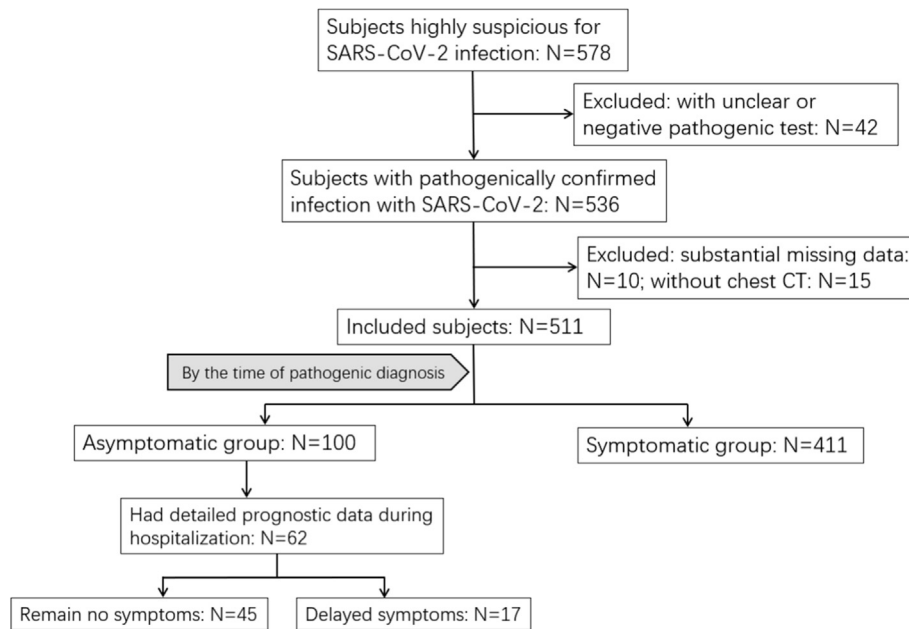 Subjects highly suspicious for
SARS-CoV-2 infection: N=578
Excluded: with unclear or
negative pathogenic test: N=42
Subjects with pathogenically confirmed
infection with SARS-CoV-2: N=536
Excluded: substantial missing data:
N=10; without chest CT: N=15
Included subjects: N=511
By the time of pathogenic diagnosis
Asymptomatic group: N=100
Symptomatic group: N=411
Had detailed prognostic data during
hospitalization: N=62
Remain no symptoms: N=45
Delayed symptoms: N=17